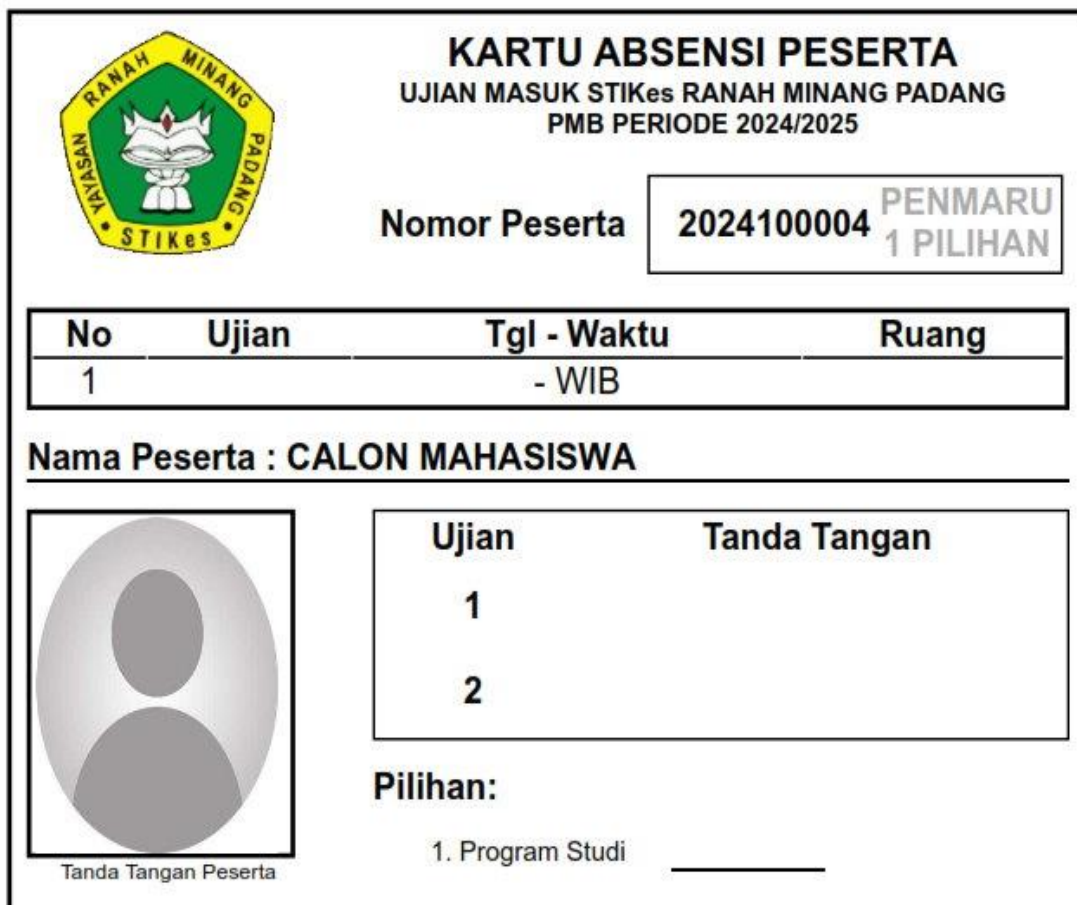 YAYASAN RANAH MINANG PADANG
STIKes
KARTU ABSENSI PESERTA
UJIAN MASUK STIKes RANAH MINANG PADANG
PMB PERIODE 2024/2025
Nomor Peserta 2024100004 PENMARU
1 PILIHAN
No Ujian Tgl - Waktu Ruang
1 - WIB
Nama Peserta : CALON MAHASISWA
Ujian Tanda Tangan
1
2
Tanda Tangan Peserta
Pilihan:
1. Program Studi